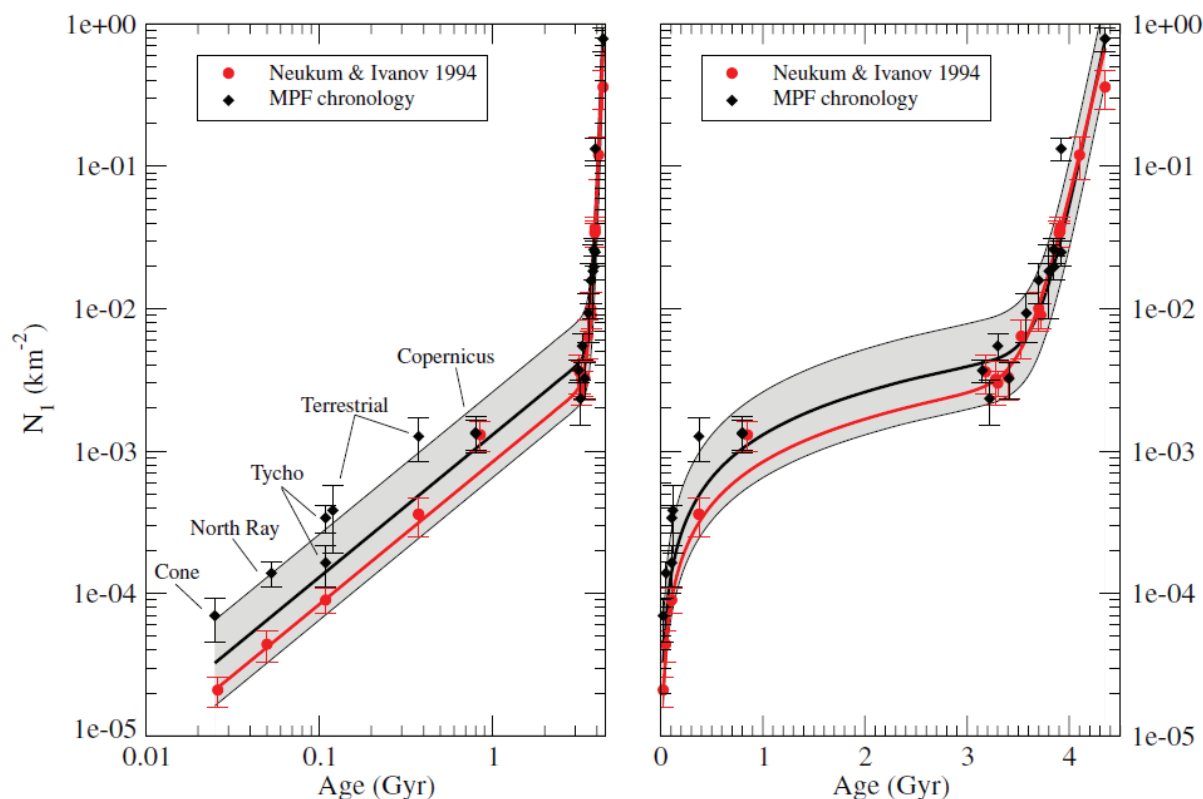 1e+00
1e-01
1e-02
1e-03
1e-04
1e-05
N1 (km-2)
Neukum & Ivanov 1994
MPF chronology
Copernicus
Terrestrial
Tycho
North Ray
Cone
0.01 0.1 1
Age (Gyr)
Neukum & Ivanov 1994
MPF chronology
0 1 2 3 4
Age (Gyr)
1e+00
1e-01
1e-02
1e-03
1e-04
1e-05